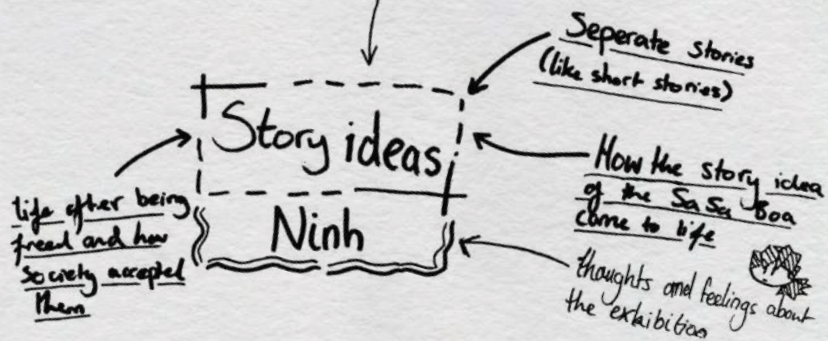 Seperate stories
(like short stories)
Story ideas
How the story idea
of the Sa Sa Boa
came to life
life after being
freed and how
society accepted
them
Ninh
thoughts and feelings about
the exhaibition